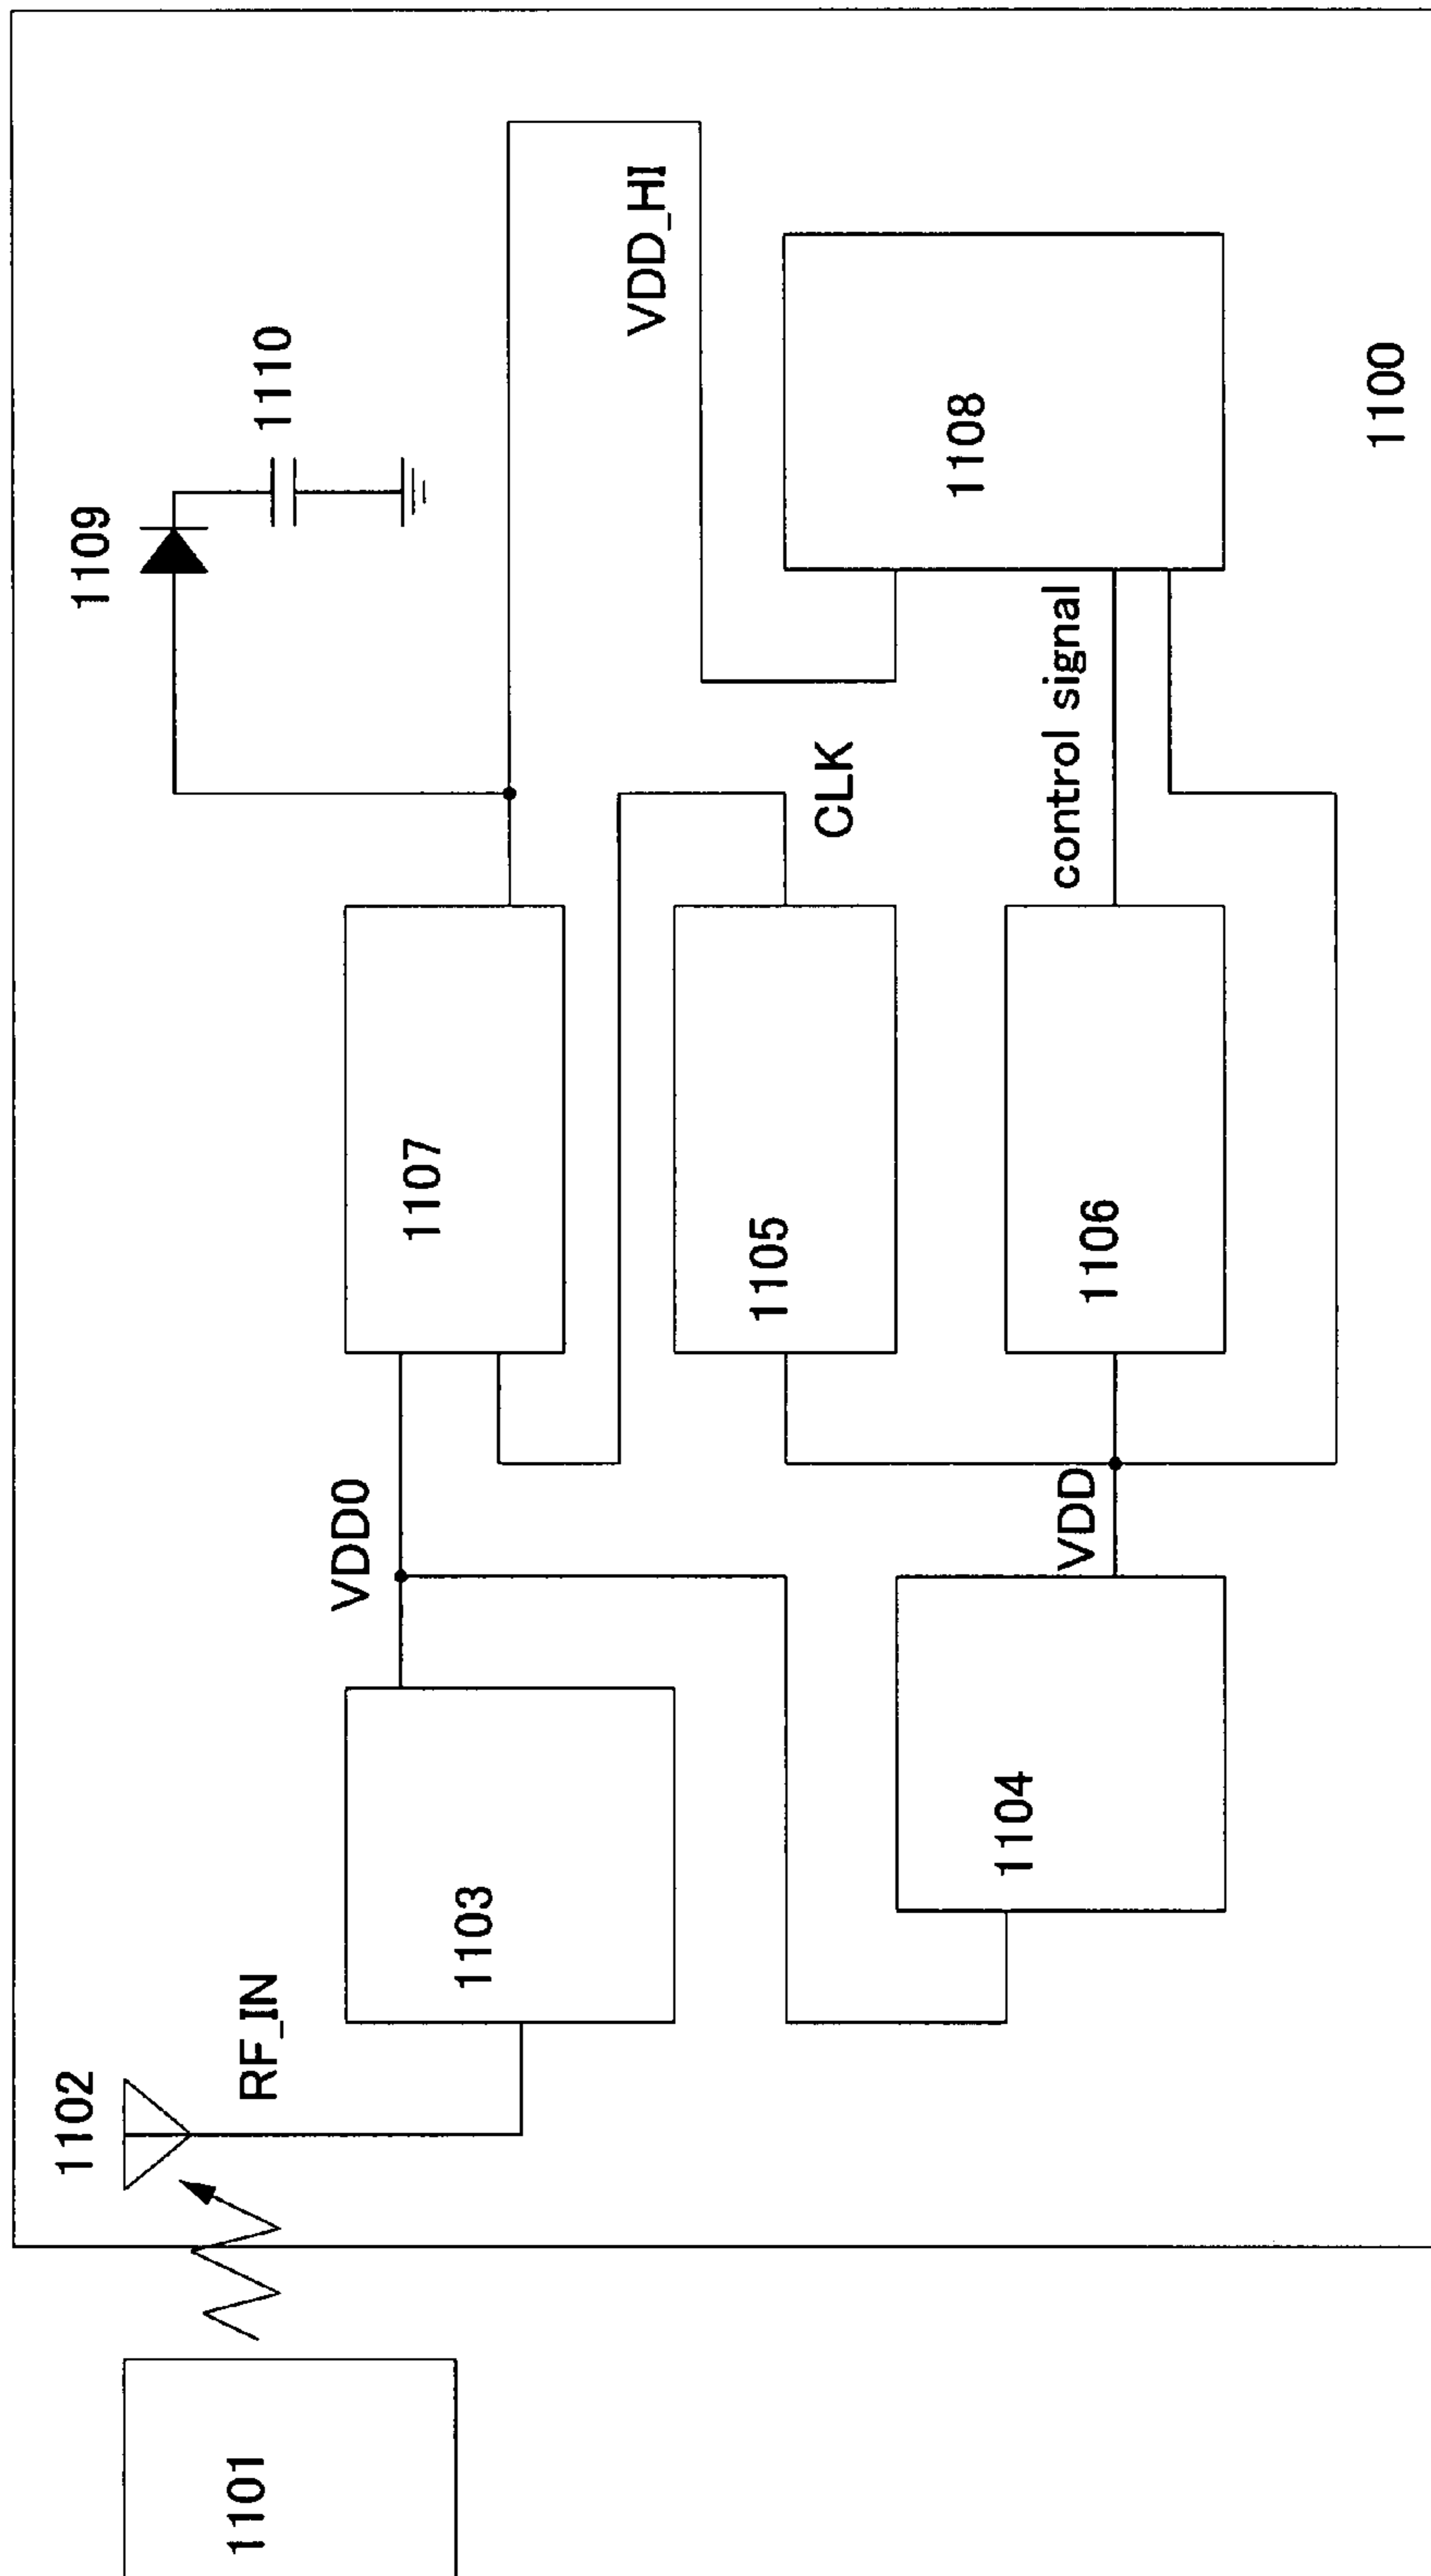 1101
1102
RF_IN
1103
VDD0
1104
VDD
1107
1105
1106
CLK
control signal
1109
1110
VDD_HI
1108
1100